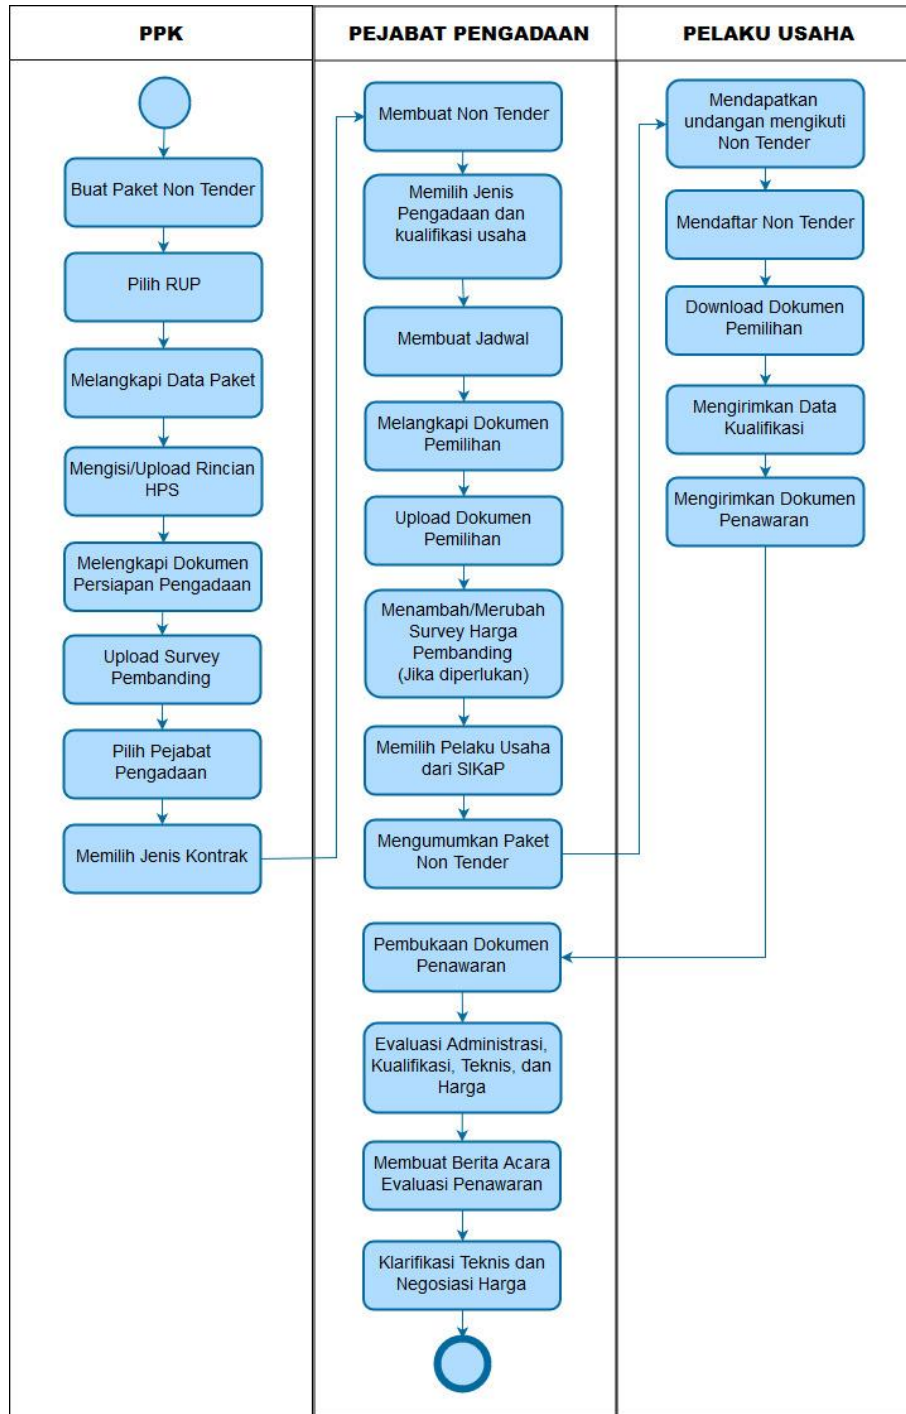 PPK
Buat Paket Non Tender
Pilih RUP
Melangkapi Data Paket
Mengisi/Upload Rincian
HPS
Melengkapi Dokumen
Persiapan Pengadaan
Upload Survey
Pembanding
Pilih Pejabat
Pengadaan
Memilih Jenis Kontrak
PEJABAT PENGADAAN
Membuat Non Tender
Memilih Jenis
Pengadaan dan
kualifikasi usaha
Membuat Jadwal
Melangkapi Dokumen
Pemilihan
Upload Dokumen
Pemilihan
Menambah/Merubah
Survey Harga
Pembanding
(Jika diperlukan)
Memilih Pelaku Usaha
dari SIKaP
Mengumumkan Paket
Non Tender
PELAKU USAHA
Mendapatkan
undangan mengikuti
Non Tender
Mendaftar Non Tender
Download Dokumen
Pemilihan
Mengirimkan Data
Kualifikasi
Mengirimkan Dokumen
Penawaran
Pembukaan Dokumen
Penawaran
Evaluasi Administrasi,
Kualifikasi, Teknis, dan
Harga
Membuat Berita Acara
Evaluasi Penawaran
Klarifikasi Teknis dan
Negosiasi Harga